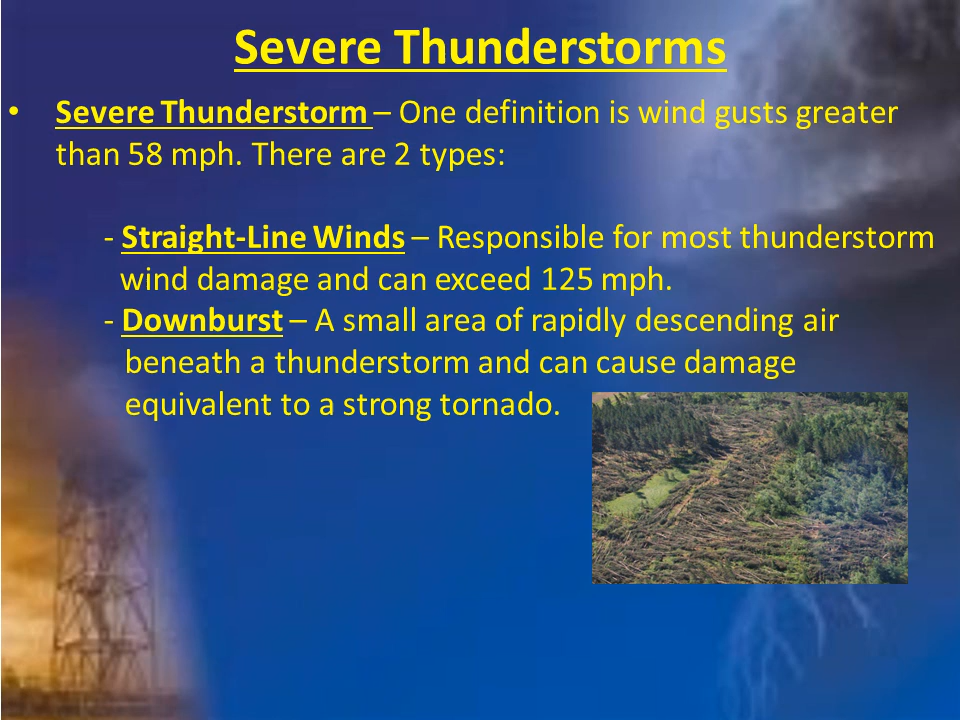 Severe Thunderstorms
• Severe Thunderstorm – One definition is wind gusts greater
than 58 mph. There are 2 types:
- Straight-Line Winds – Responsible for most thunderstorm
wind damage and can exceed 125 mph.
- Downburst – A small area of rapidly descending air
beneath a thunderstorm and can cause damage
equivalent to a strong tornado.